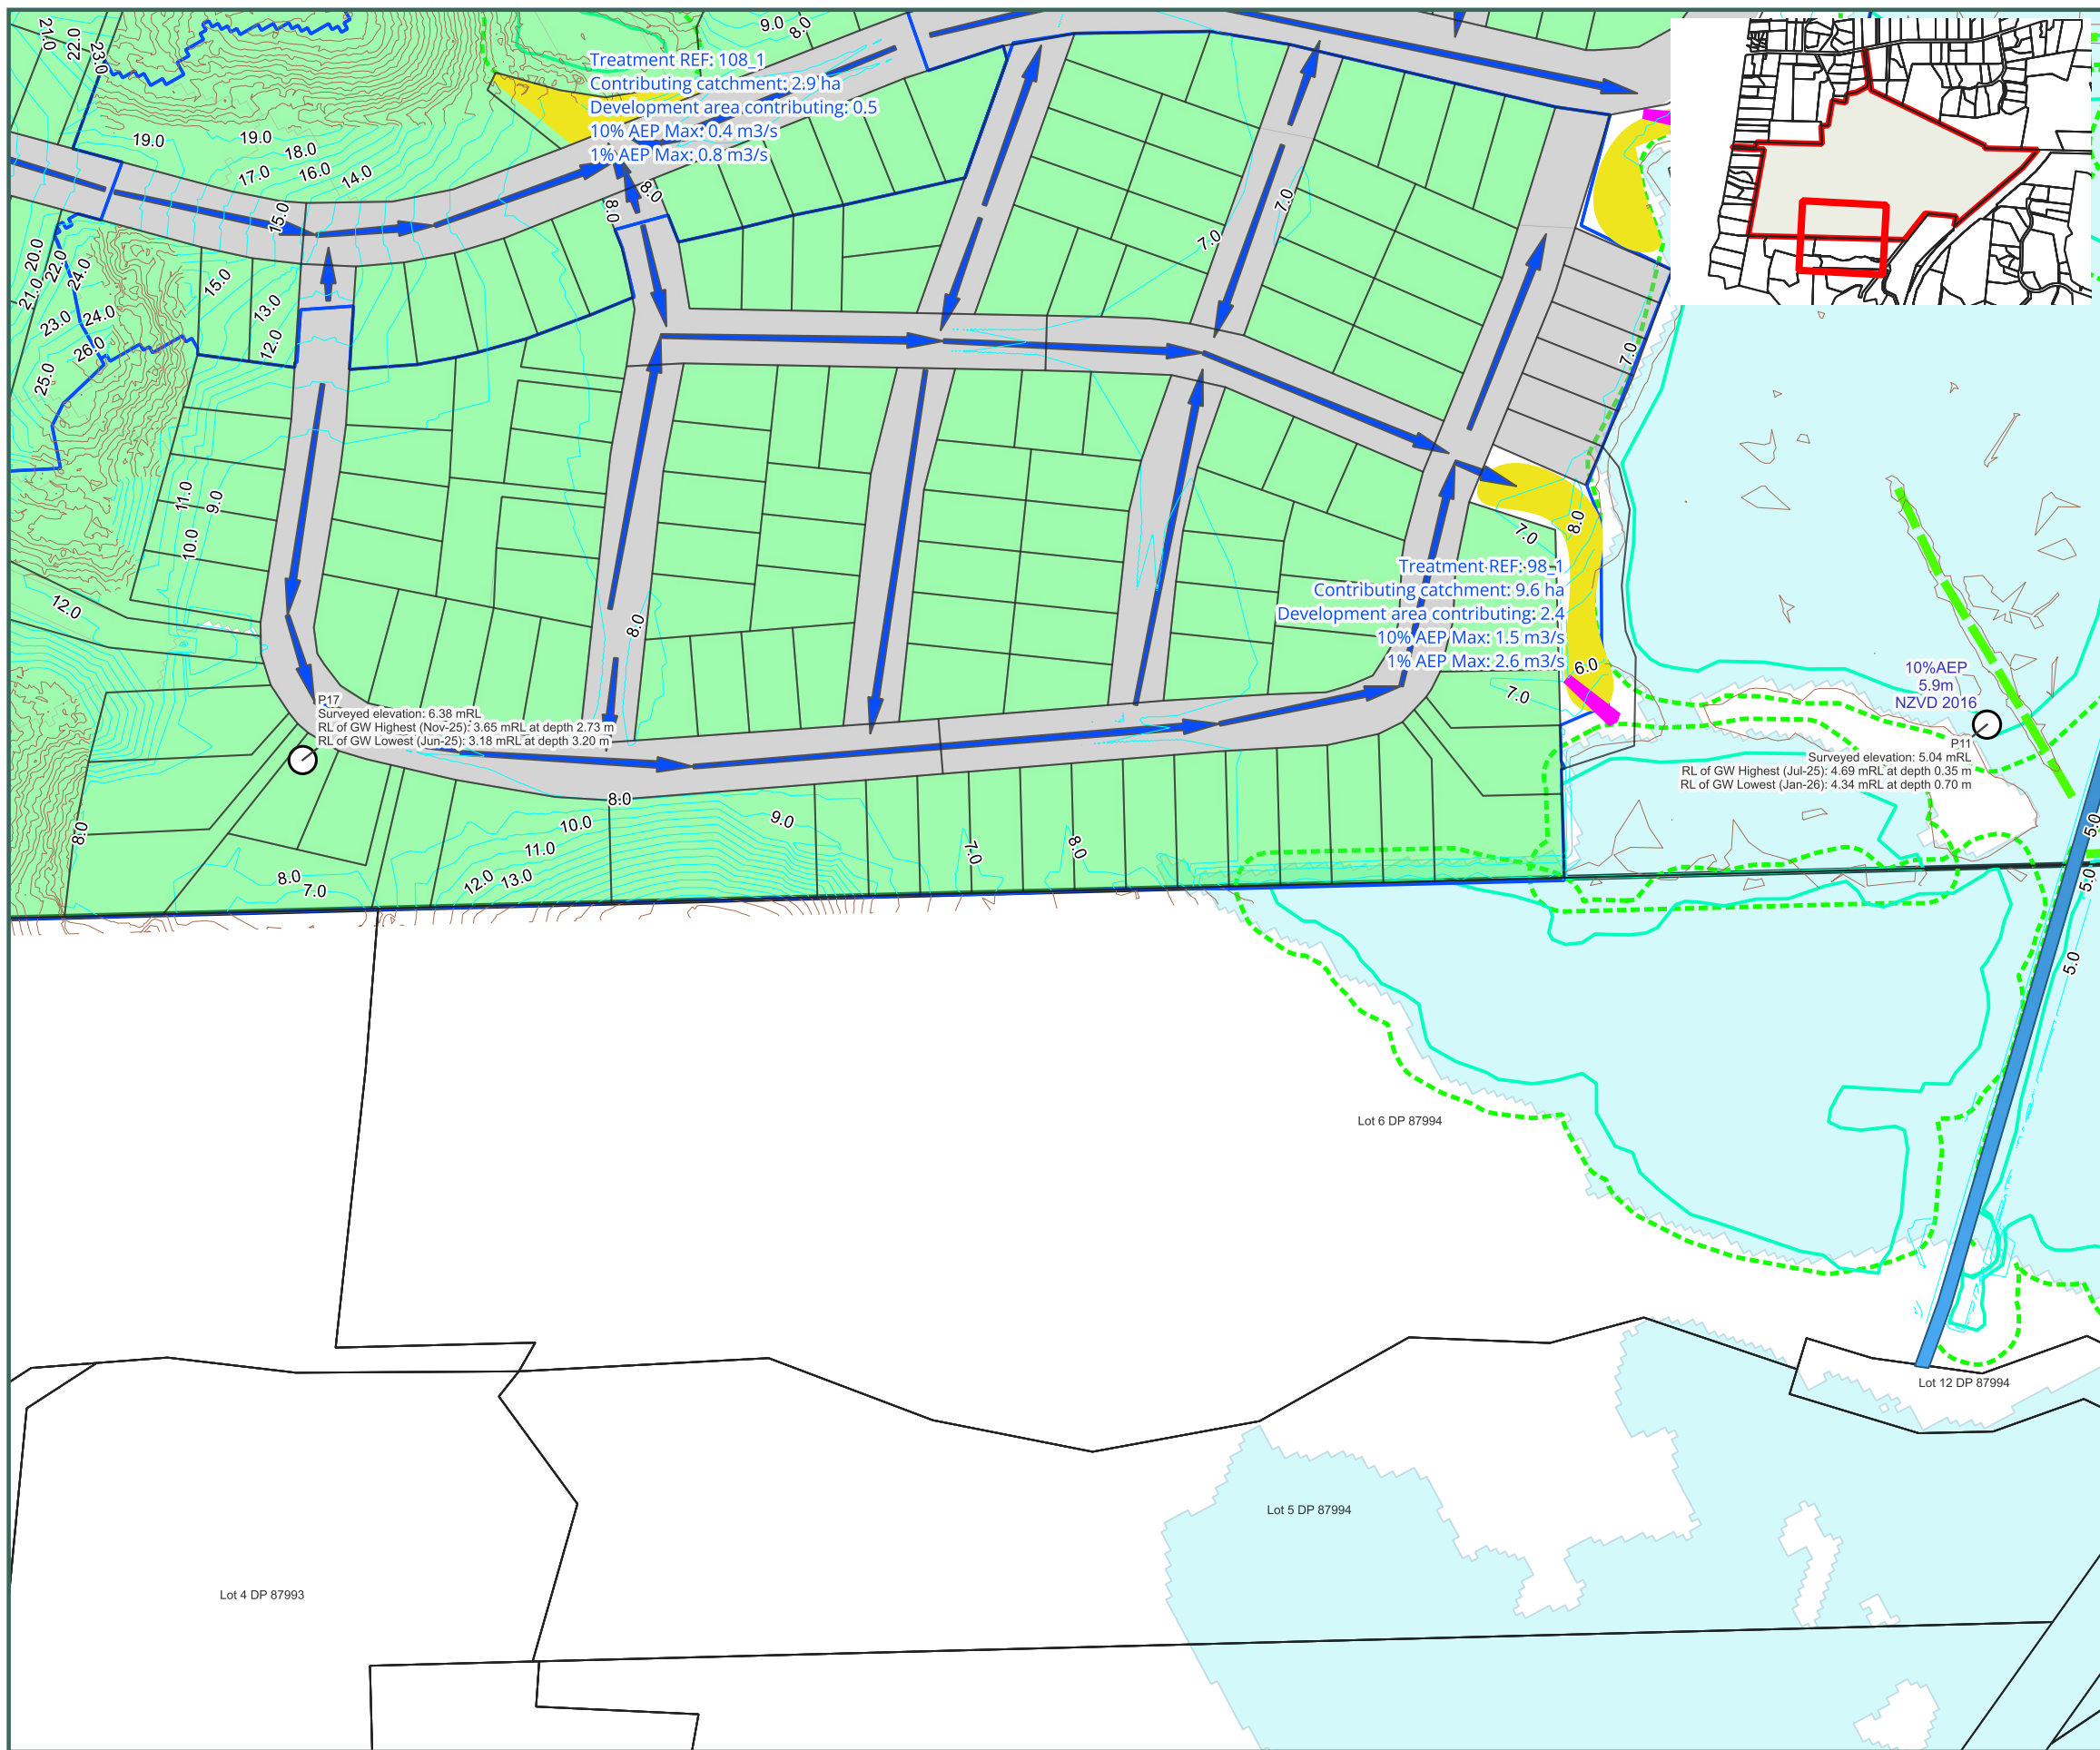 21.0
22.0
23.0
9.0
8.0
Treatment REF: 108_1
Contributing catchment: 2.9 ha
Development area contributing: 0.5
10% AEP Max: 0.4 m3/s
1% AEP Max: 0.8 m3/s
19.0
19.0
18.0
17.0
16.0
14.0
15.0
8.0
8.0
7.0
7.0
20.0
22.0
24.0
21.0
23.0
24.0
26.0
25.0
15.0
13.0
12.0
7.0
11.0
9.0
10.0
12.0
8.0
7.0
8.0
Treatment REF: 98_1
Contributing catchment: 9.6 ha
Development area contributing: 2.4
10% AEP Max: 1.5 m3/s
1% AEP Max: 2.6 m3/s
6.0
7.0
10%AEP
5.9m
NZVD 2016
P17
Surveyed elevation: 6.38 mRL
RL of GW Highest (Nov-25): 3.65 mRL at depth 2.73 m
RL of GW Lowest (Jun-25): 3.18 mRL at depth 3.20 m
P11
Surveyed elevation: 5.04 mRL
RL of GW Highest (Jul-25): 4.69 mRL at depth 0.35 m
RL of GW Lowest (Jan-26): 4.34 mRL at depth 0.70 m
8.0
8.0
10.0
9.0
11.0
7.0
8.0
8.0
7.0
12.0
13.0
5.0
5.0
5.0
Lot 6 DP 87994
Lot 12 DP 87994
Lot 5 DP 87994
Lot 4 DP 87993